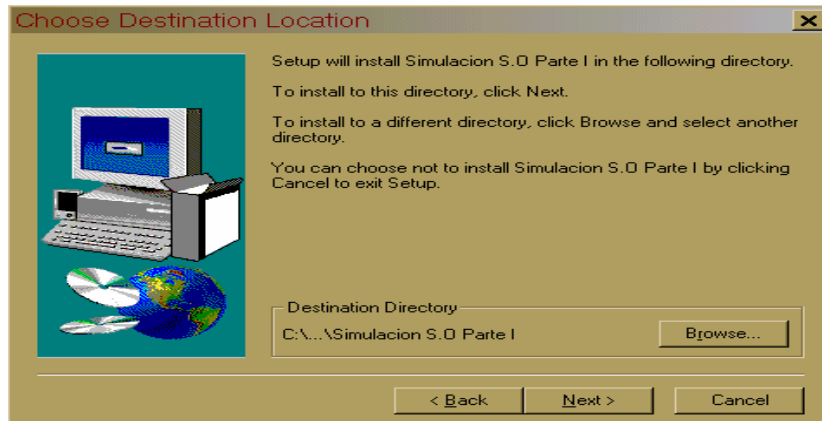 Choose Destination Location
Setup will install Simulacion S.O Parte I in the following directory.
To install to this directory, click Next.
To install to a different directory, click Browse and select another
directory.
You can choose not to install Simulacion S.O Parte I by clicking
Cancel to exit Setup.
Destination Directory
C:\...\Simulacion S.O Parte I
Browse...
< Back
Next >
Cancel